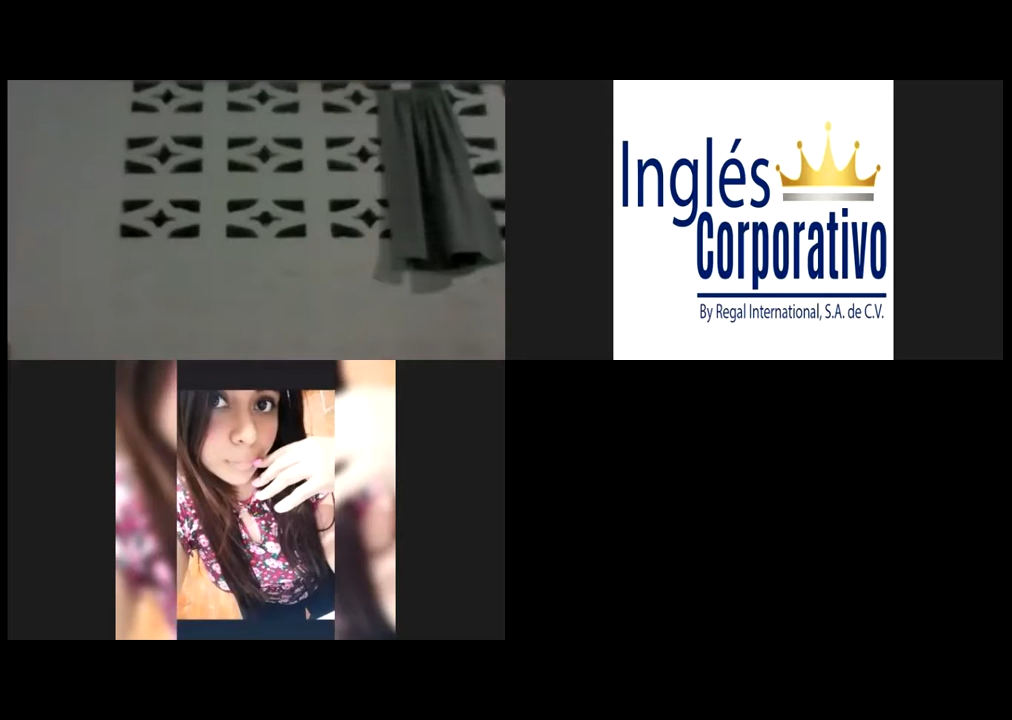 Inglés
Corporativo
By Regal International, S.A. de C.V.